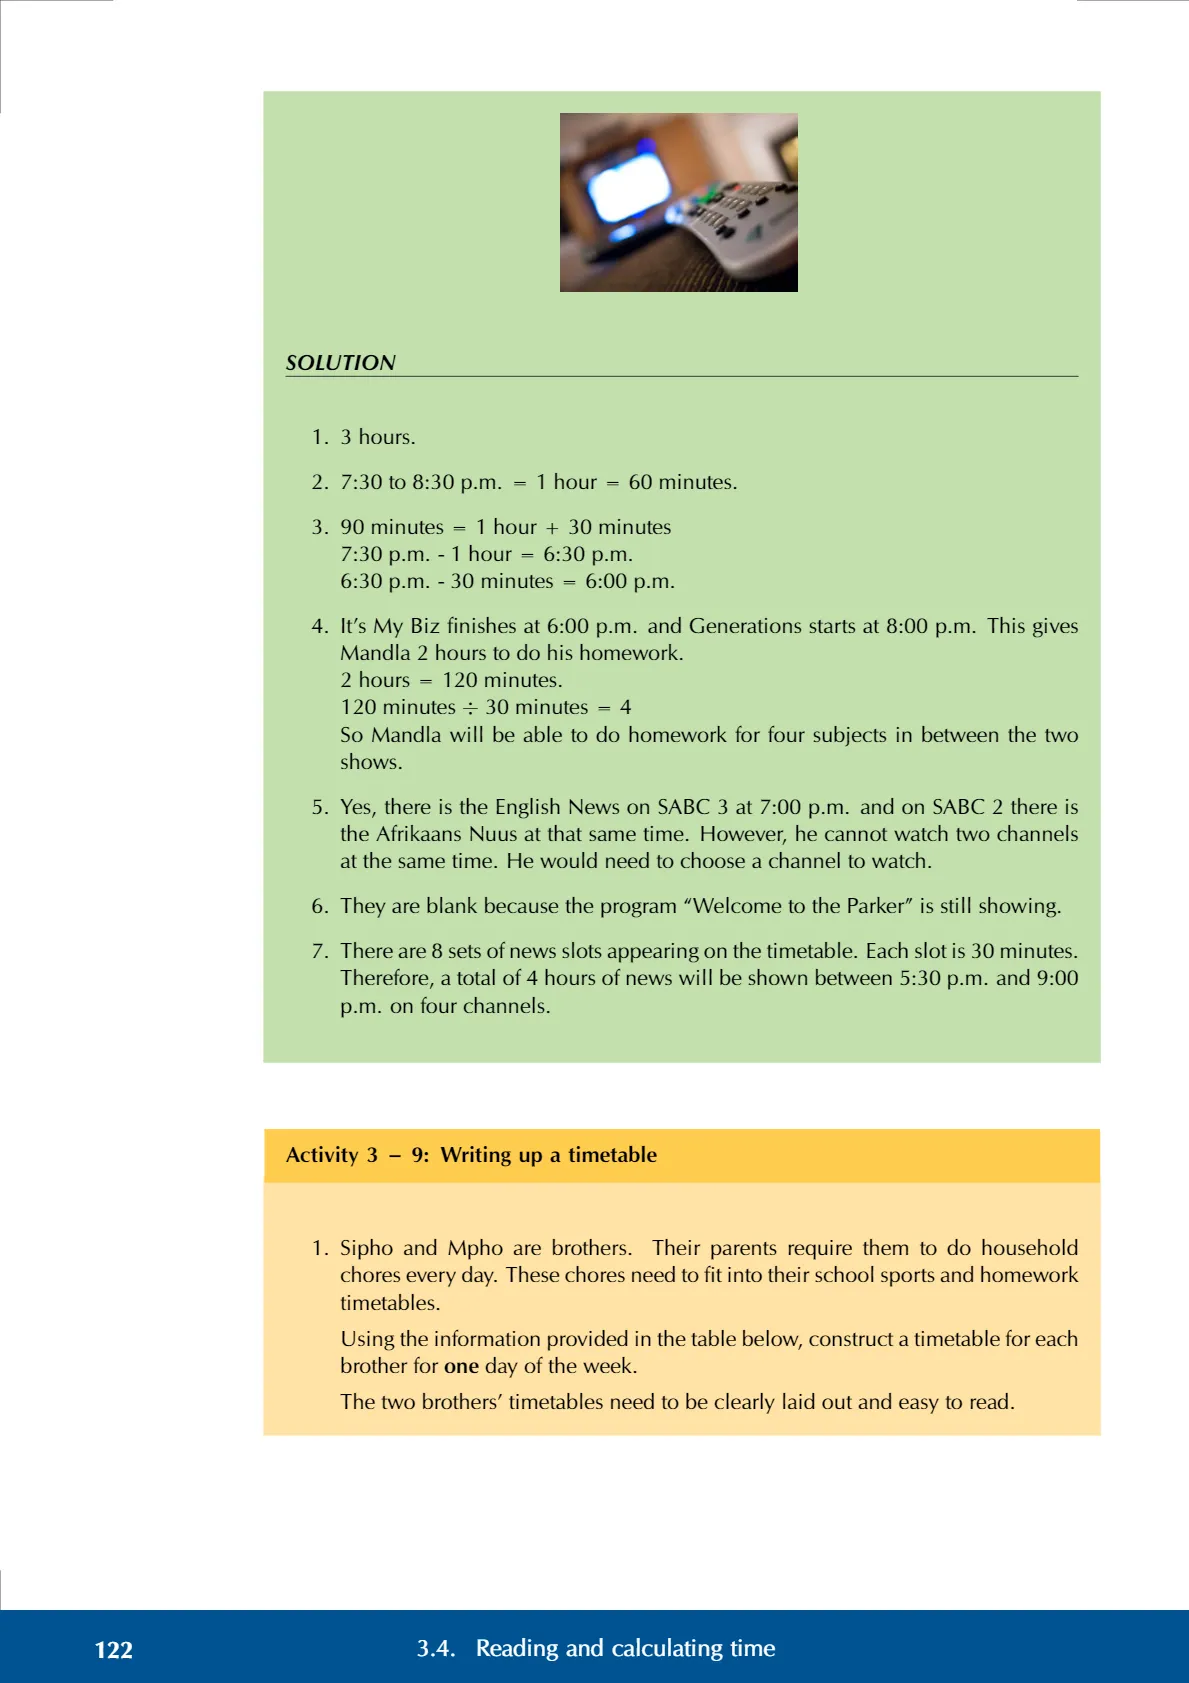 SOLUTION
1. 3 hours.
2. 7:30 to 8:30 p.m. = 1 hour = 60 minutes.
3. 90 minutes = 1 hour + 30 minutes
7:30 p.m. - 1 hour = 6:30 p.m.
6:30 p.m. - 30 minutes = 6:00 p.m.
4. It’s My Biz finishes at 6:00 p.m. and Generations starts at 8:00 p.m. This gives
Mandla 2 hours to do his homework.
2 hours = 120 minutes.
120 minutes ÷ 30 minutes = 4
So Mandla will be able to do homework for four subjects in between the two
shows.
5. Yes, there is the English News on SABC 3 at 7:00 p.m. and on SABC 2 there is
the Afrikaans Nuus at that same time. However, he cannot watch two channels
at the same time. He would need to choose a channel to watch.
6. They are blank because the program “Welcome to the Parker” is still showing.
7. There are 8 sets of news slots appearing on the timetable. Each slot is 30 minutes.
Therefore, a total of 4 hours of news will be shown between 5:30 p.m. and 9:00
p.m. on four channels.
Activity 3 – 9: Writing up a timetable
1. Sipho and Mpho are brothers. Their parents require them to do household
chores every day. These chores need to fit into their school sports and homework
timetables.
Using the information provided in the table below, construct a timetable for each
brother for one day of the week.
The two brothers’ timetables need to be clearly laid out and easy to read.
122 3.4. Reading and calculating time